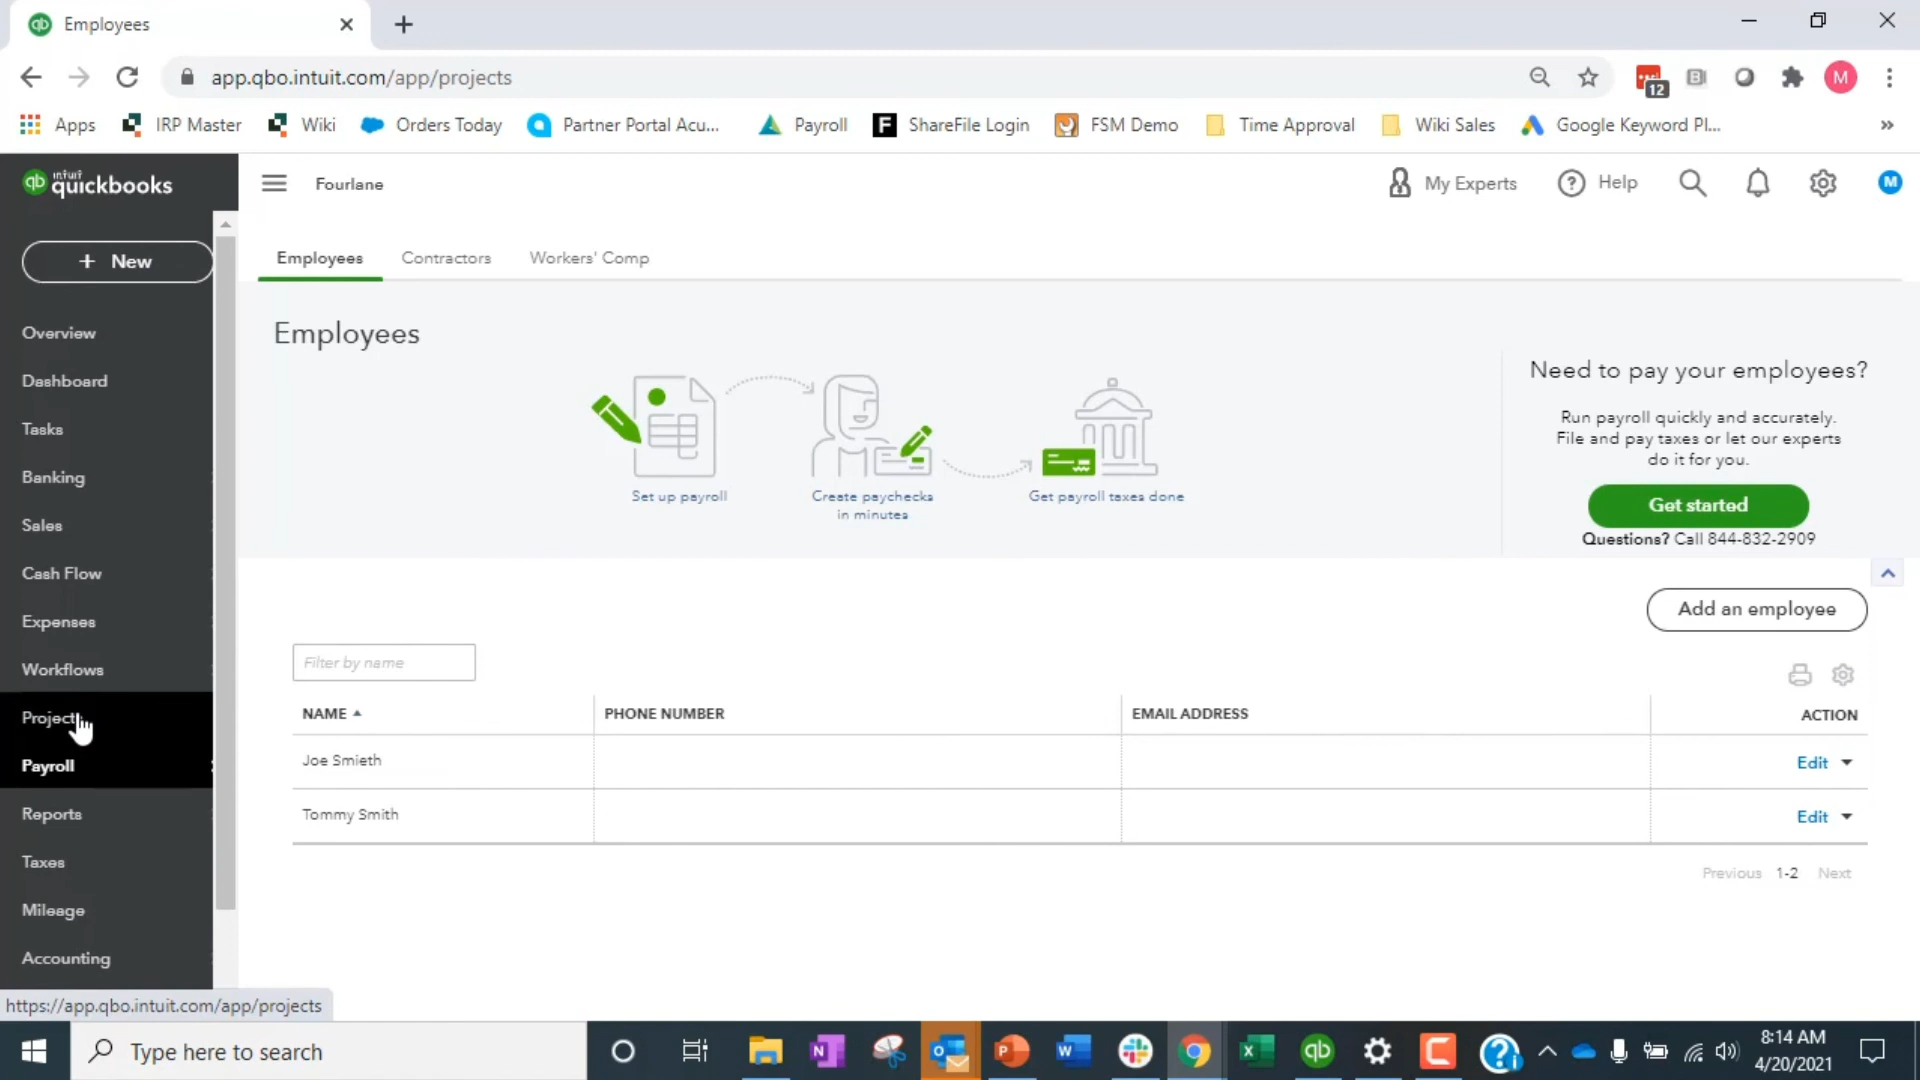 Employees
app.qbo.intuit.com/app/projects
12
M
Apps
IRP Master
Wiki
Orders Today
Partner Portal Acu...
Payroll
F
ShareFile Login
FSM Demo
Time Approval
Wiki Sales
Google Keyword Pl...
»
qb intuit quickbooks
Fourlane
My Experts
Help
M
+ New
Employees
Contractors
Workers' Comp
Overview
Dashboard
Tasks
Banking
Sales
Cash Flow
Expenses
Workflows
Payroll
Reports
Taxes
Mileage
Accounting
Employees
Set up payroll
Create paychecks
in minutes
Get payroll taxes done
Need to pay your employees?
Run payroll quickly and accurately.
File and pay taxes or let our experts
do it for you.
Get started
Questions? Call 844-832-2909
Add an employee
Filter by name
NAME
PHONE NUMBER
EMAIL ADDRESS
ACTION
Joe Smieth
Edit
Tommy Smith
Edit
Previous 1-2 Next
https://app.qbo.intuit.com/app/projects
Type here to search
8:14 AM
4/20/2021